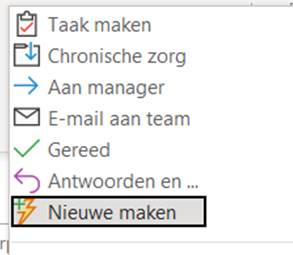 Taak maken
Chronische zorg
Aan manager
E-mail aan team
Gereed
Antwoorden en ...
Nieuwe maken